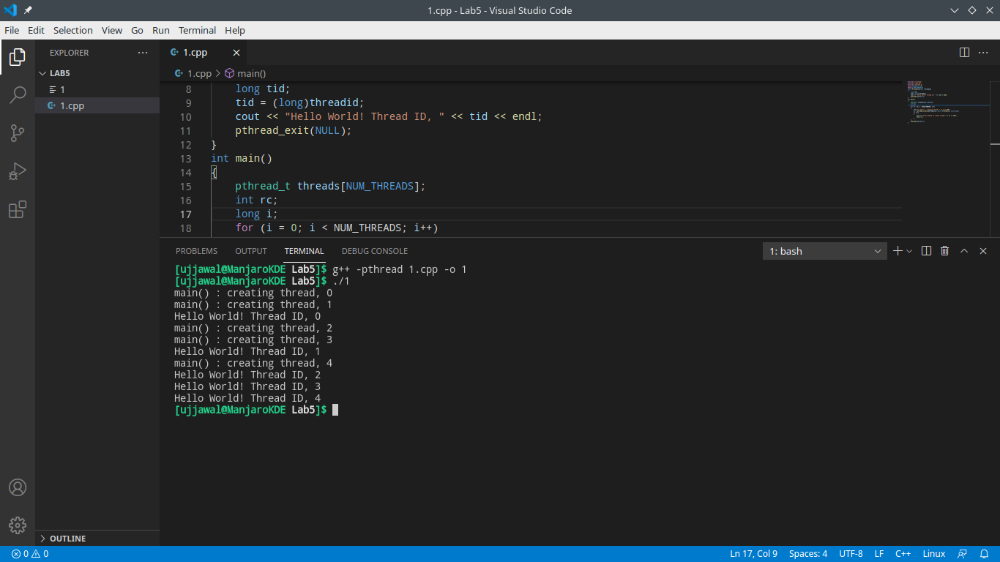 1.cpp - Lab5 - Visual Studio Code
File Edit Selection View Go Run Terminal Help
EXPLORER
LAB5
1
1.cpp
OUTLINE
1.cpp
1.cpp > main()
8 long tid;
9 tid = (long)threadid;
10 cout << "Hello World! Thread ID, " << tid << endl;
11 pthread_exit(NULL);
12 }
13 int main()
14 {
15 pthread_t threads[NUM_THREADS];
16 int rc;
17 long i;
18 for (i = 0; i < NUM_THREADS; i++)
PROBLEMS OUTPUT TERMINAL DEBUG CONSOLE 1: bash
[ujjawal@ManjaroKDE Lab5]$ g++ -pthread 1.cpp -o 1
[ujjawal@ManjaroKDE Lab5]$ ./1
main() : creating thread, 0
main() : creating thread, 1
Hello World! Thread ID, 0
main() : creating thread, 2
main() : creating thread, 3
Hello World! Thread ID, 1
main() : creating thread, 4
Hello World! Thread ID, 2
Hello World! Thread ID, 3
Hello World! Thread ID, 4
[ujjawal@ManjaroKDE Lab5]$
0 0 Ln 17, Col 9 Spaces: 4 UTF-8 LF C++ Linux